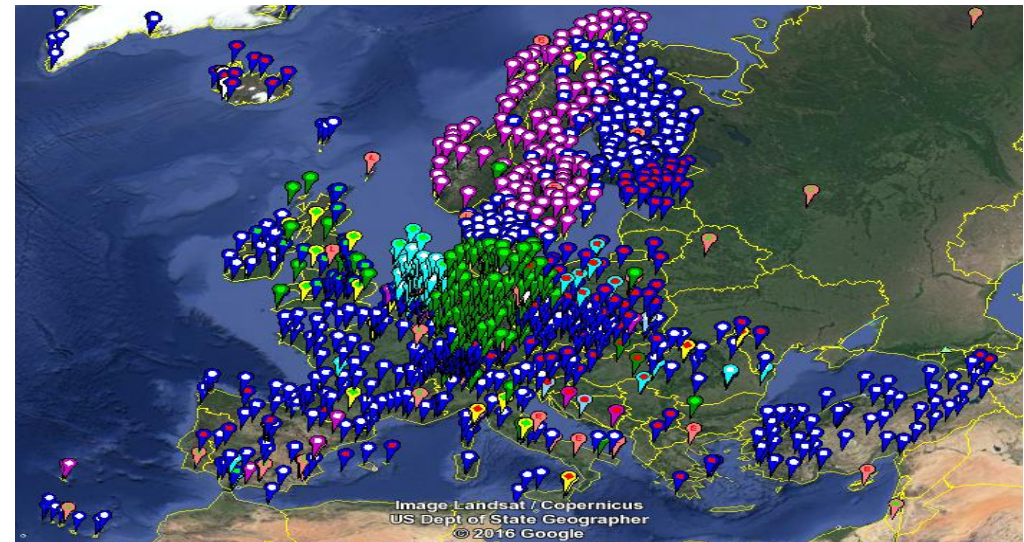 Image Landsat / Copernicus
US Dept of State Geographer
© 2016 Google